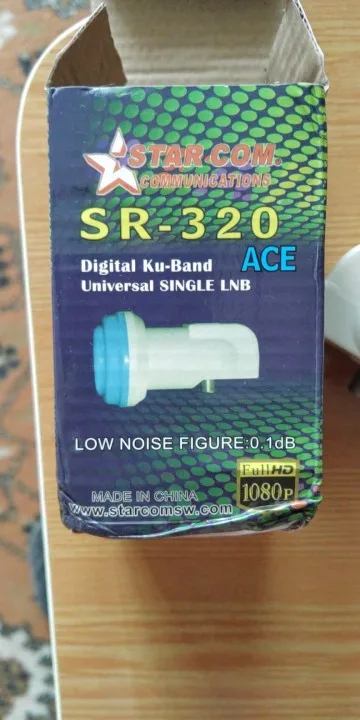 STAR.COM.
COMMUNICATIONS
SR-320
ACE
Digital Ku-Band
Universal SINGLE LNB
LOW NOISE FIGURE:0.1dB
Full HD
1080P
MADE IN CHINA
www.starcomsw.com